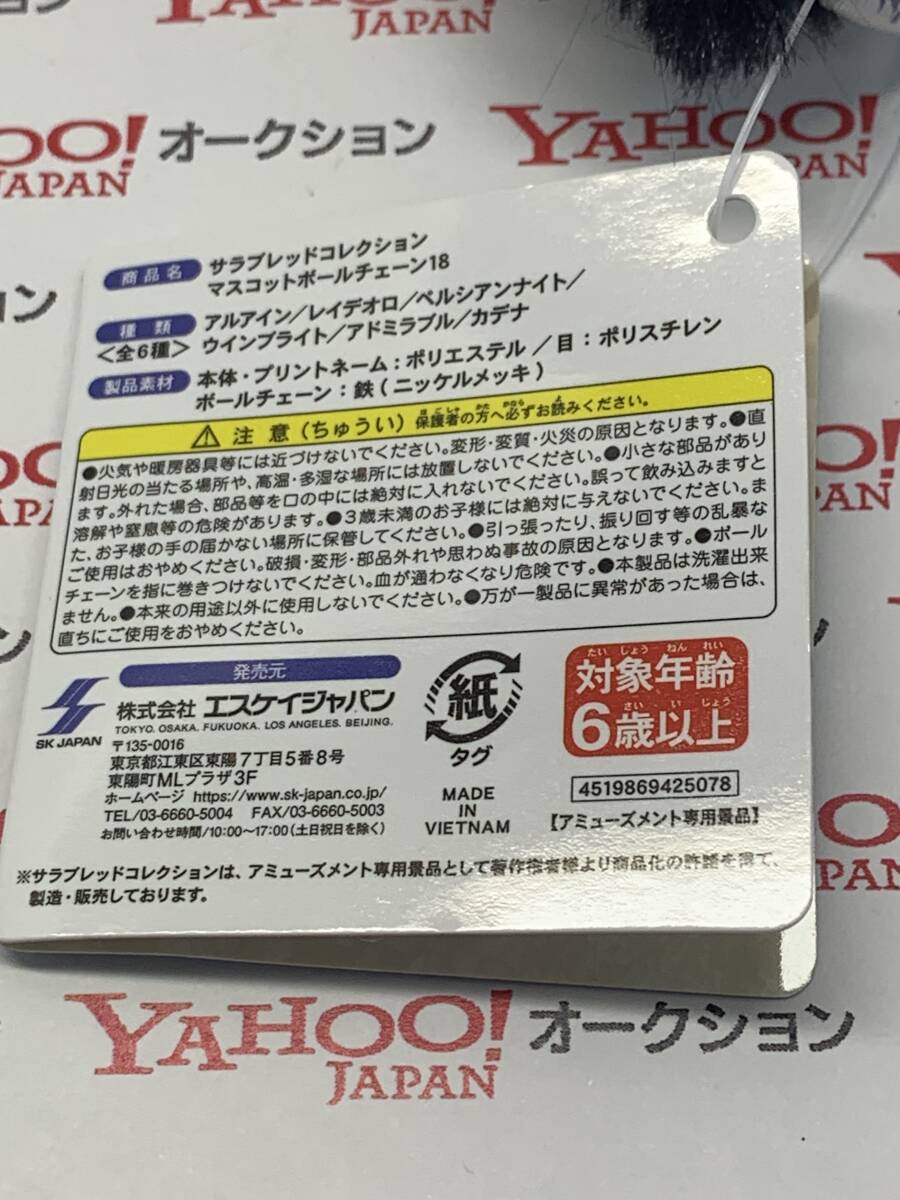 オークション
JAPAN
OO! オークション
JAPAN
YAHOO!
JAPAN
商品名 サラブレッドコレクション
マスコットボールチェーン18
種類 アルアイン/レイデオロ/ペルシアンナイト/
<全6種> ウインブライト/アドミラブル/カデナ
製品素材 本体・プリントネーム:ポリエステル/目:ポリスチレン
ボールチェーン:鉄(ニッケルメッキ)
⚠ 注意(ちゅうい) 保護者の方へ必ずお読みください。
●火気や暖房器具等には近づけないでください。変形・変質・火災の原因となります。●直
射日光の当たる場所や、高温・多湿な場所には放置しないでください。●小さな部品があり
ます。外れた場合、部品等を口の中には絶対に入れないでください。誤って飲み込みますと
溶解や窒息等の危険があります。●3歳未満のお子様には絶対に与えないでください。ま
た、お子様の手の届かない場所に保管してください。●引っ張ったり、振り回す等の乱暴な
ご使用はおやめください。破損・変形・部品外れや思わぬ事故の原因となります。●ボール
チェーンを指に巻きつけないでください。血が通わなくなり危険です。●本製品は洗濯出来
ません。●本来の用途以外に使用しないでください。●万が一製品に異常があった場合は、
直ちにご使用をおやめください。
発売元
SK JAPAN
株式会社 エスケイジャパン
TOKYO. OSAKA. FUKUOKA. LOS ANGELES. BEIJING.
〒135-0016
東京都江東区東陽7丁目5番8号
東陽町MLプラザ3F
ホームページ https://www.sk-japan.co.jp/
TEL/03-6660-5004 FAX/03-6660-5003
お問い合わせ時間/10:00〜17:00(土日祝日を除く)
紙
タグ
MADE
IN
VIETNAM
たいしょうねんれい
対象年齢
さいいじょう
6歳以上
4519869425078
【アミューズメント専用景品】
※サラブレッドコレクションは、アミューズメント専用景品として著作権者様より商品化の許諾を得て、
製造・販売しております。
YAHOO! オークション
JAPAN